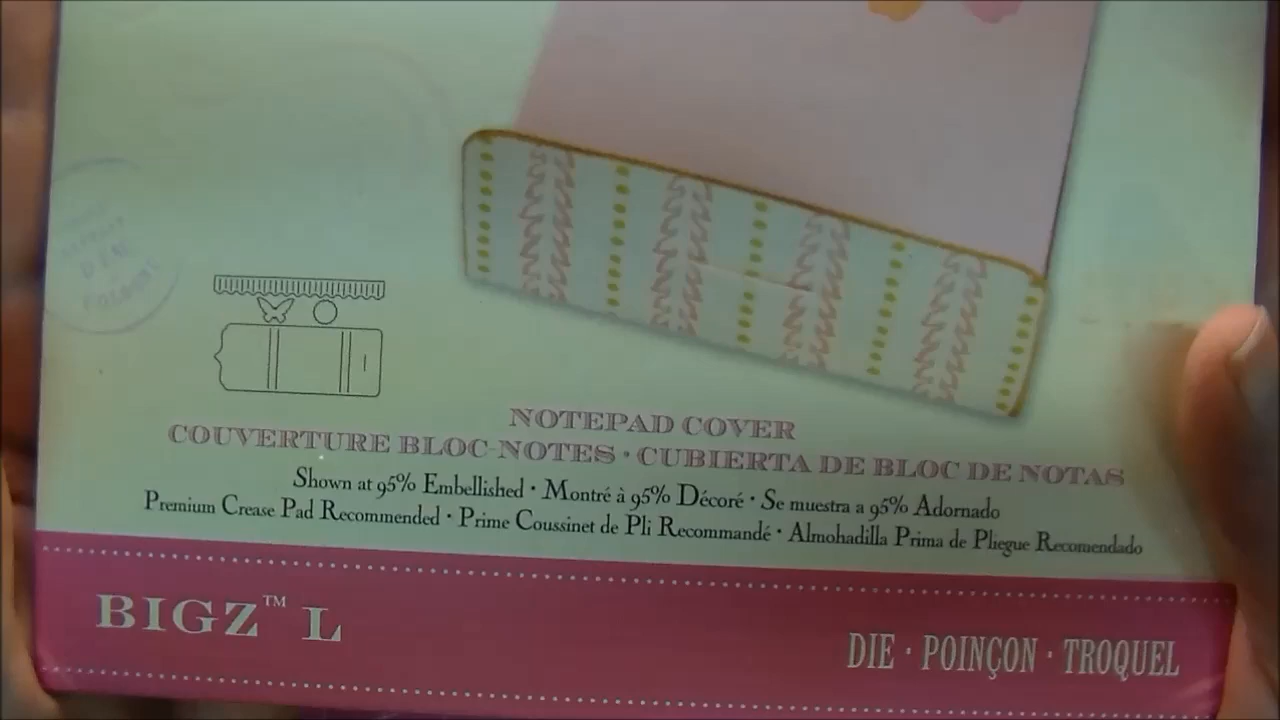 NOTEPAD COVER
COUVERTURE BLOC-NOTES • CUBIERTA DE BLOC DE NOTAS
Shown at 95% Embellished • Montré à 95% Décoré • Se muestra a 95% Adornado
Premium Crease Pad Recommended • Prime Coussinet de Pli Recommandé • Almohadilla Prima de Pliegue Recomendado
BIGZ™ L
DIE • POINÇON • TROQUEL